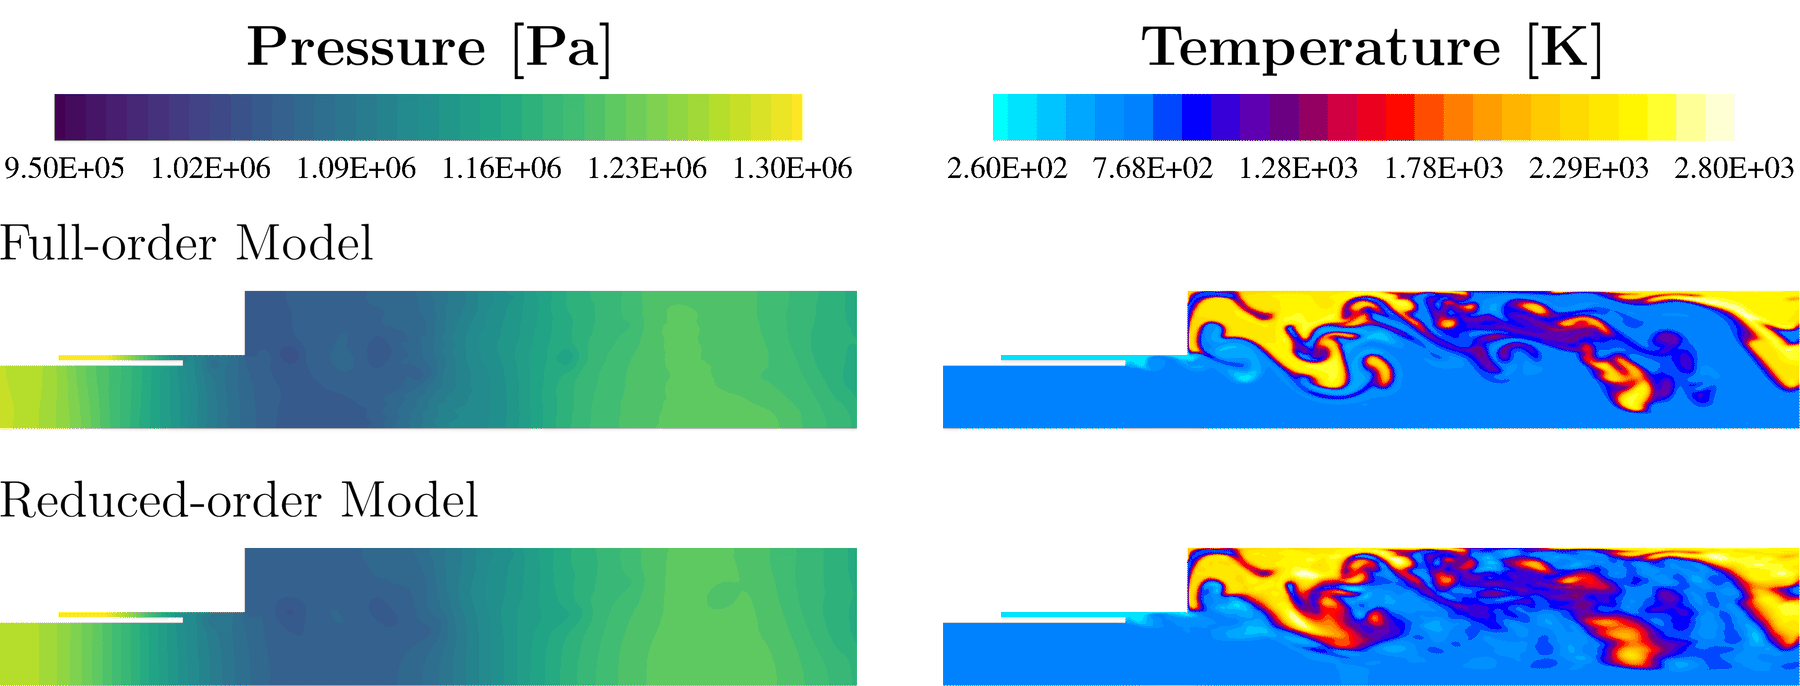 Pressure [Pa]
Temperature [K]
9.50E+05 1.02E+06 1.09E+06 1.16E+06 1.23E+06 1.30E+06
2.60E+02 7.68E+02 1.28E+03 1.78E+03 2.29E+03 2.80E+03
Full-order Model
Reduced-order Model